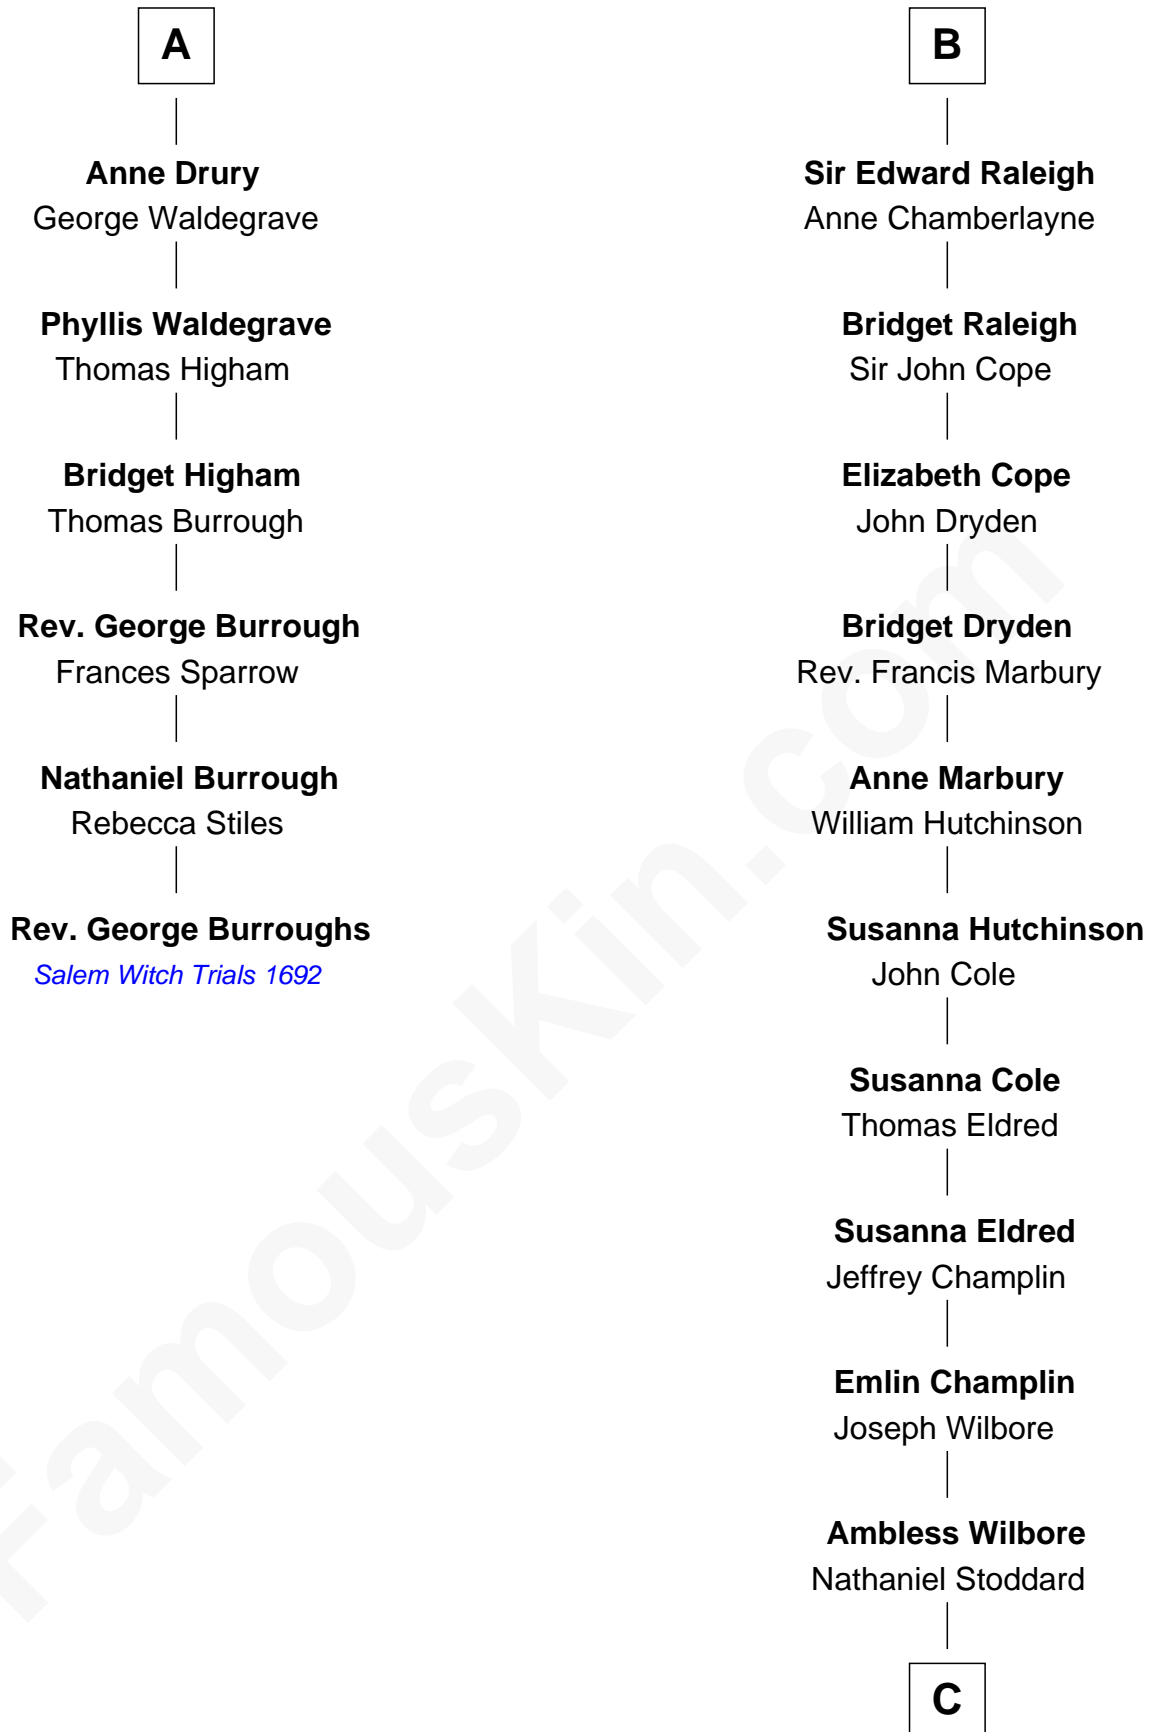 A
Anne Drury
George Waldegrave
Phyllis Waldegrave
Thomas Higham
Bridget Higham
Thomas Burrough
Rev. George Burrough
Frances Sparrow
Nathaniel Burrough
Rebecca Stiles
Rev. George Burroughs
Salem Witch Trials 1692
B
Sir Edward Raleigh
Anne Chamberlayne
Bridget Raleigh
Sir John Cope
Elizabeth Cope
John Dryden
Bridget Dryden
Rev. Francis Marbury
Anne Marbury
William Hutchinson
Susanna Hutchinson
John Cole
Susanna Cole
Thomas Eldred
Susanna Eldred
Jeffrey Champlin
Emlin Champlin
Joseph Wilbore
Ambless Wilbore
Nathaniel Stoddard
C
FamousKin.com